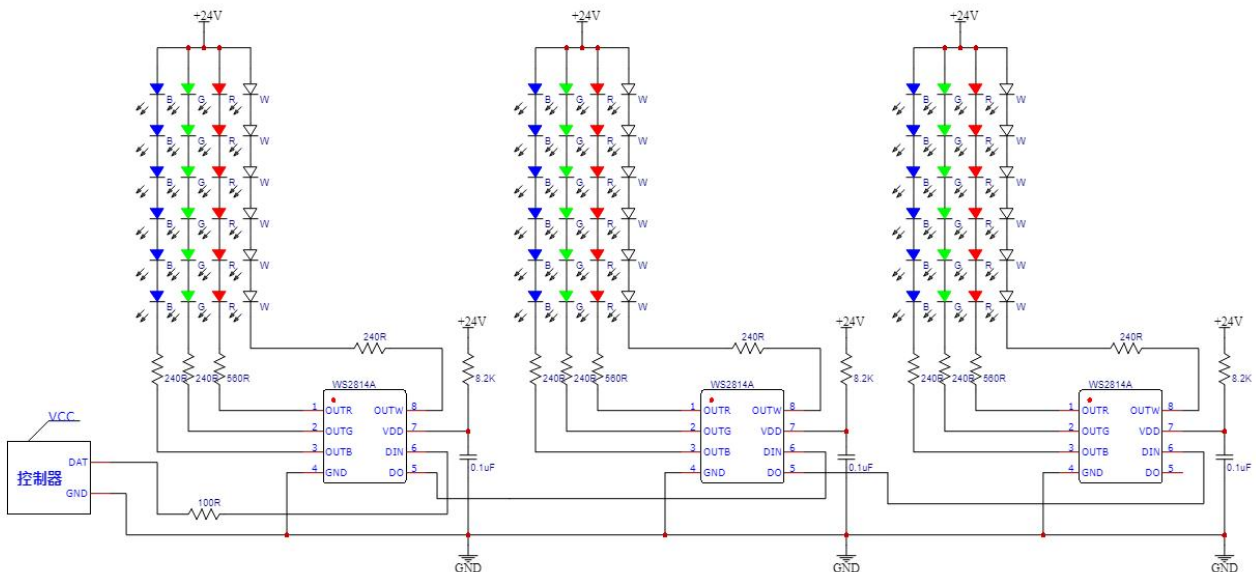 +24V +24V +24V
B G R W B G R W B G R W
B G R W B G R W B G R W
B G R W B G R W B G R W
B G R W B G R W B G R W
B G R W B G R W B G R W
B G R W B G R W B G R W
+24V +24V +24V
240R 240R 240R
240R 240R 560R 8.2K 240R 240R 560R 8.2K 240R 240R 560R 8.2K
WS2814A WS2814A WS2814A
1 OUTR OUTW 8 1 OUTR OUTW 8 1 OUTR OUTW 8
VCC 2 OUTG VDD 7 2 OUTG VDD 7 2 OUTG VDD 7
3 OUTB DIN 6 3 OUTB DIN 6 3 OUTB DIN 6
DAT 4 GND DO 5 0.1uF 4 GND DO 5 0.1uF 4 GND DO 5 0.1uF
控制器
GND
100R
GND GND GND